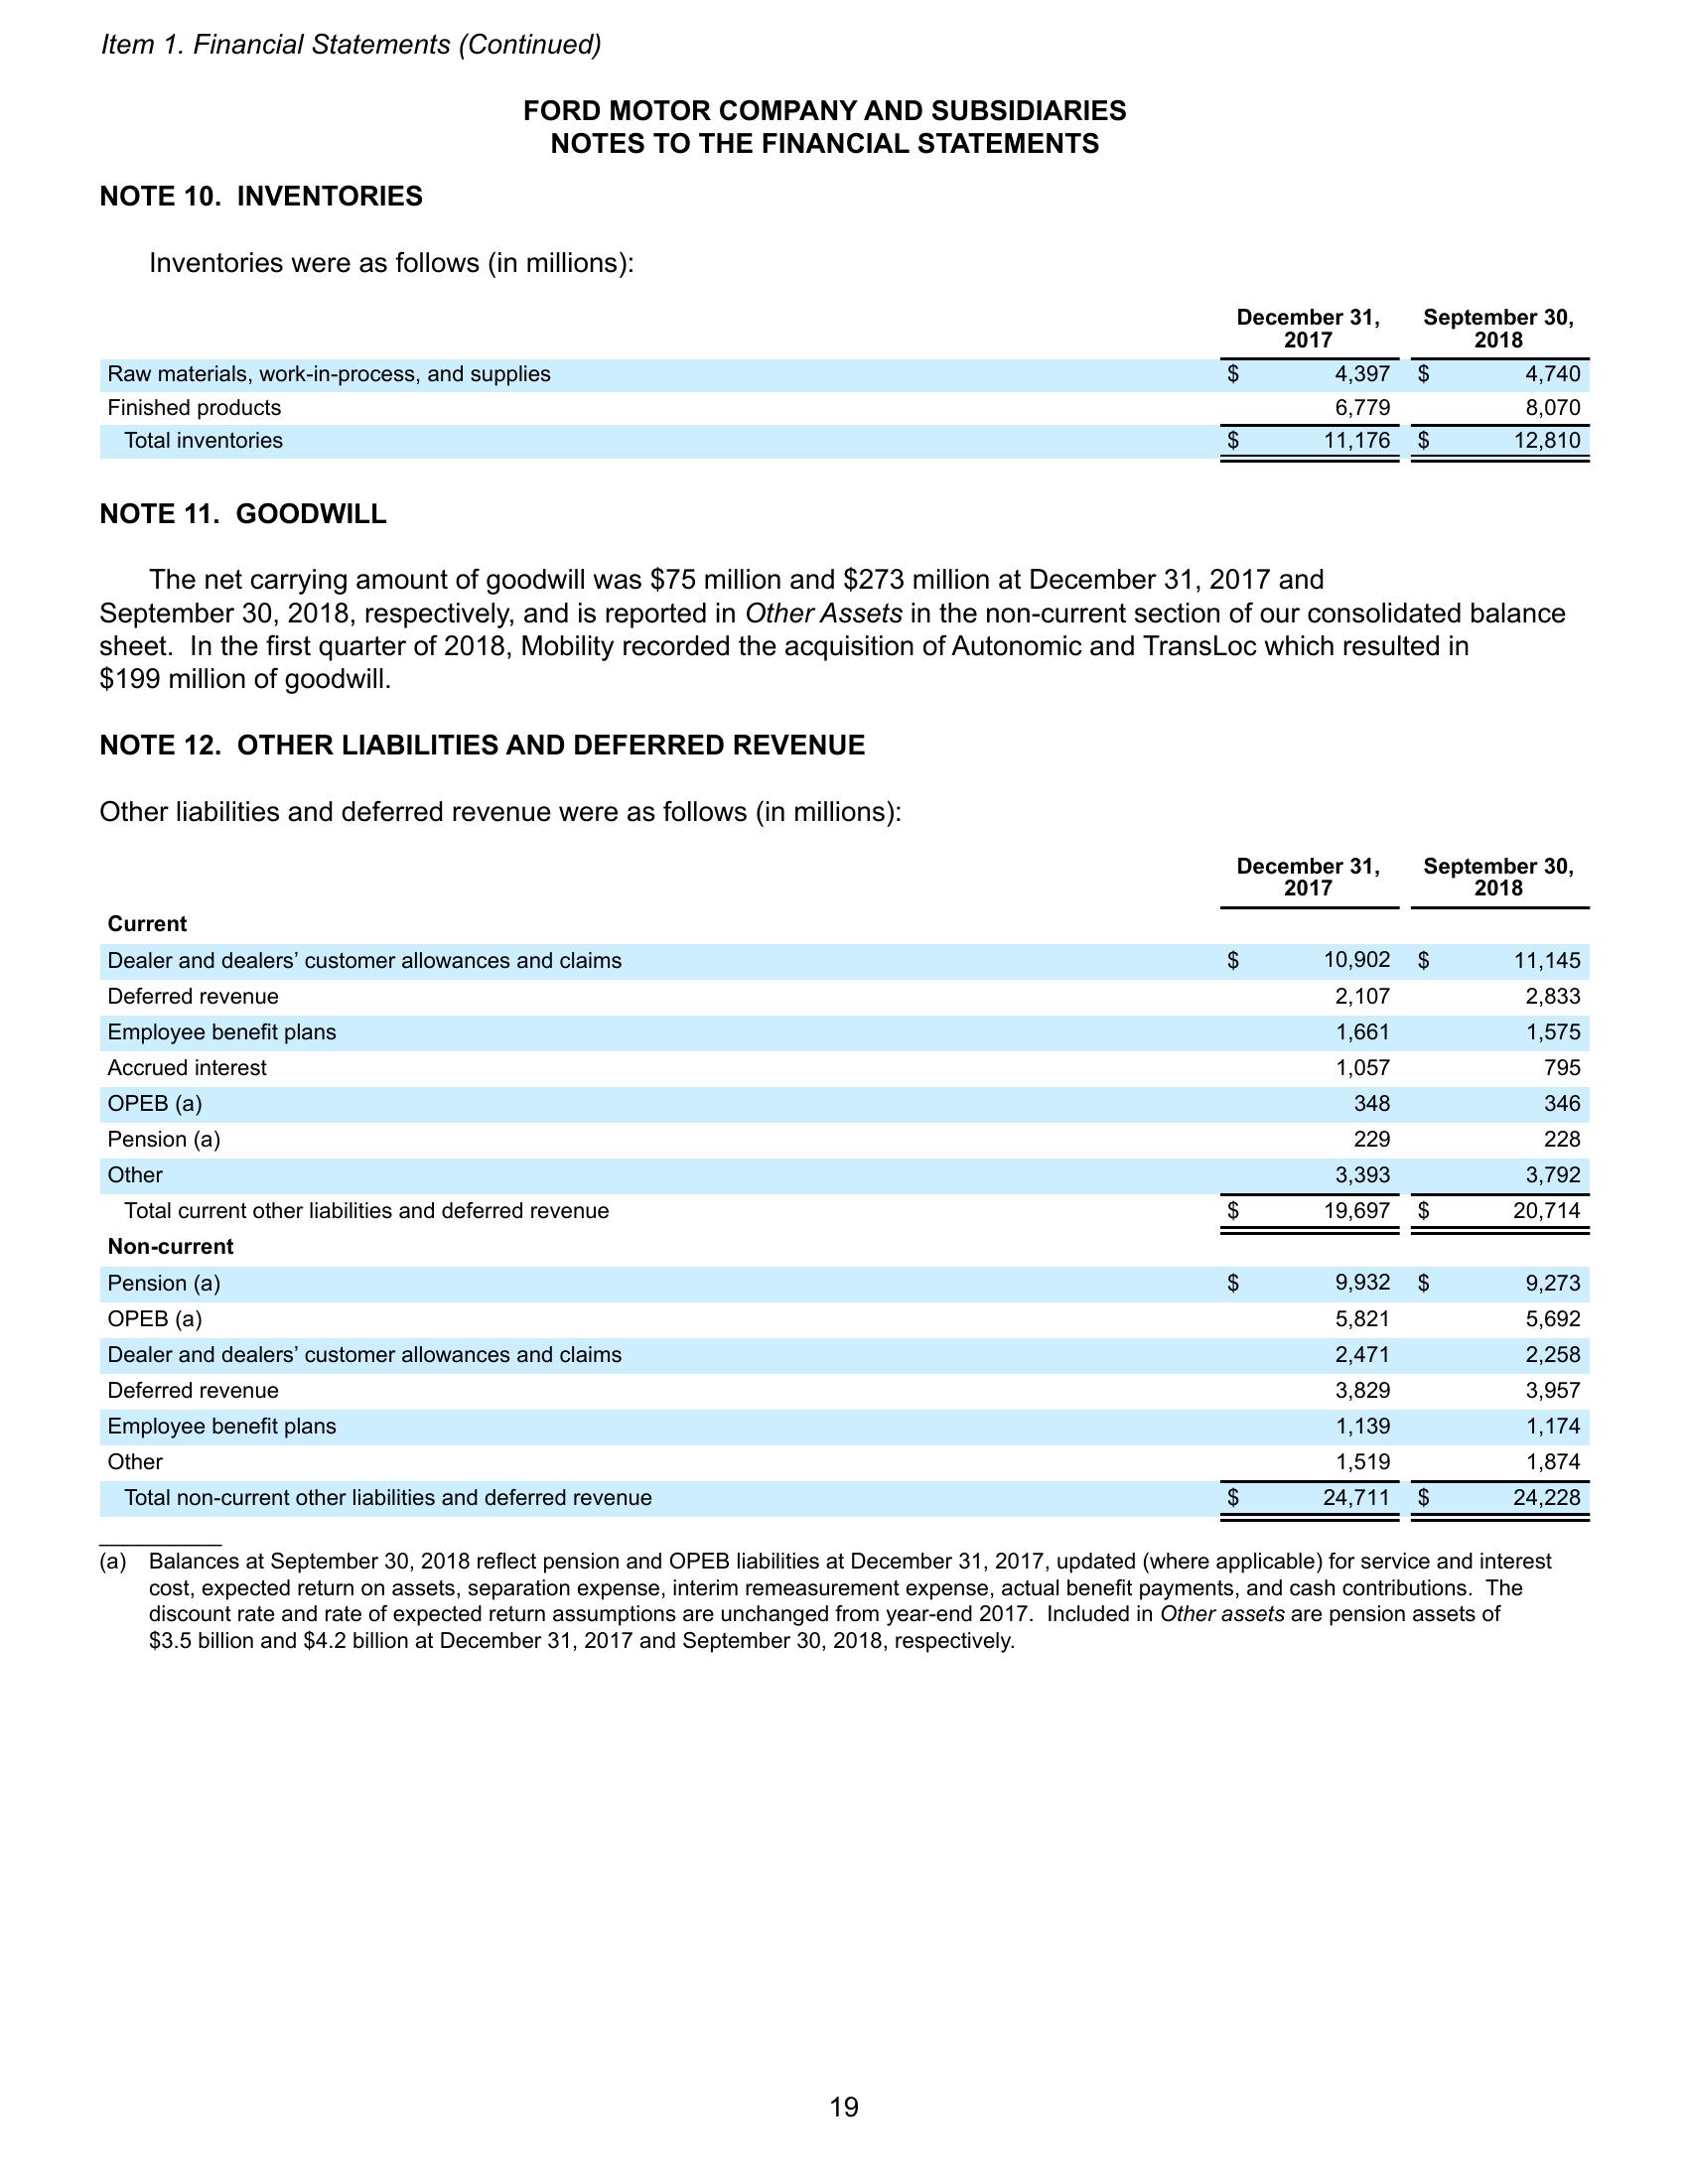 Item 1. Financial Statements (Continued)
FORD MOTOR COMPANY AND SUBSIDIARIES
NOTES TO THE FINANCIAL STATEMENTS
NOTE 10. INVENTORIES
Inventories were as follows (in millions):
December 31, 2017 September 30, 2018
Raw materials, work-in-process, and supplies $ 4,397 $ 4,740
Finished products 6,779 8,070
Total inventories $ 11,176 $ 12,810
NOTE 11. GOODWILL
The net carrying amount of goodwill was $75 million and $273 million at December 31, 2017 and
September 30, 2018, respectively, and is reported in Other Assets in the non-current section of our consolidated balance
sheet. In the first quarter of 2018, Mobility recorded the acquisition of Autonomic and TransLoc which resulted in
$199 million of goodwill.
NOTE 12. OTHER LIABILITIES AND DEFERRED REVENUE
Other liabilities and deferred revenue were as follows (in millions):
December 31, 2017 September 30, 2018
Current
Dealer and dealers’ customer allowances and claims $ 10,902 $ 11,145
Deferred revenue 2,107 2,833
Employee benefit plans 1,661 1,575
Accrued interest 1,057 795
OPEB (a) 348 346
Pension (a) 229 228
Other 3,393 3,792
Total current other liabilities and deferred revenue $ 19,697 $ 20,714
Non-current
Pension (a) $ 9,932 $ 9,273
OPEB (a) 5,821 5,692
Dealer and dealers’ customer allowances and claims 2,471 2,258
Deferred revenue 3,829 3,957
Employee benefit plans 1,139 1,174
Other 1,519 1,874
Total non-current other liabilities and deferred revenue $ 24,711 $ 24,228
(a) Balances at September 30, 2018 reflect pension and OPEB liabilities at December 31, 2017, updated (where applicable) for service and interest
cost, expected return on assets, separation expense, interim remeasurement expense, actual benefit payments, and cash contributions. The
discount rate and rate of expected return assumptions are unchanged from year-end 2017. Included in Other assets are pension assets of
$3.5 billion and $4.2 billion at December 31, 2017 and September 30, 2018, respectively.
19